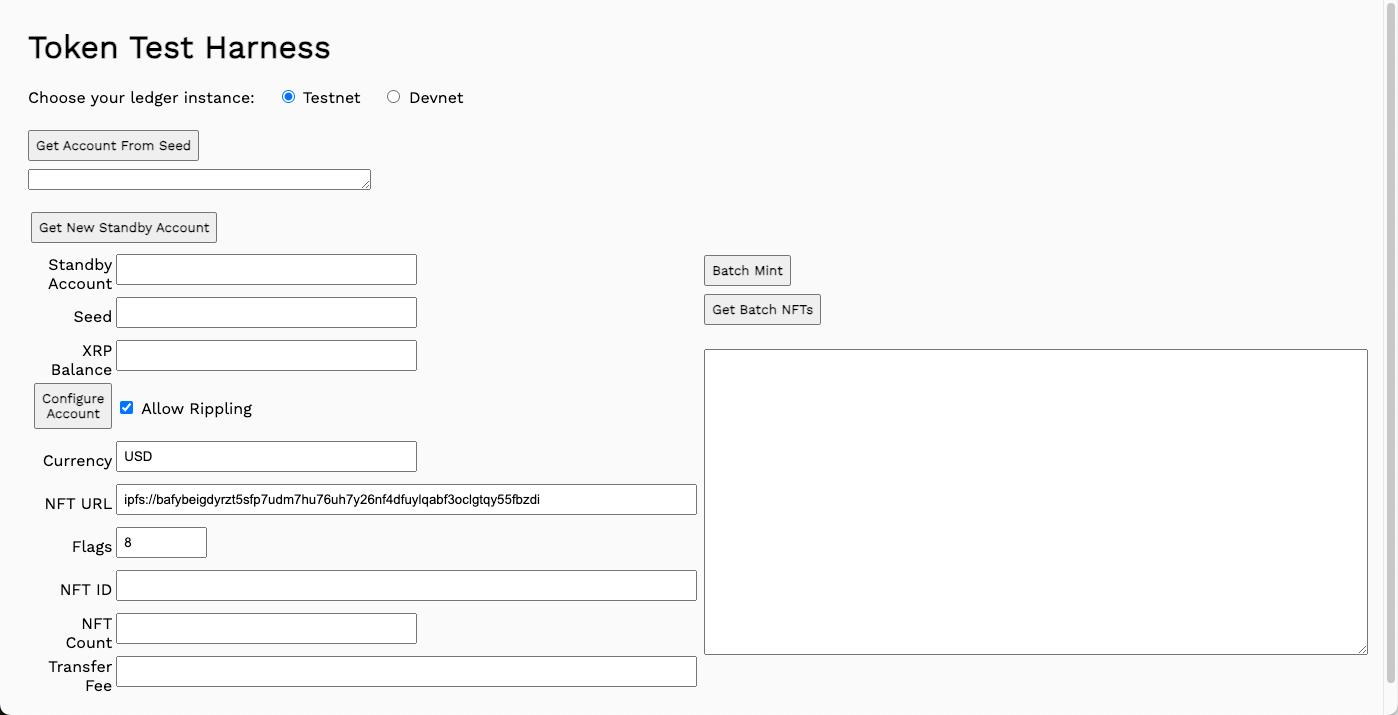 Token Test Harness
Choose your ledger instance: Testnet Devnet
Get Account From Seed
Get New Standby Account
Standby
Account
Seed
XRP
Balance
Configure
Account
Allow Rippling
Currency USD
NFT URL ipfs://bafybeigdyrzt5sfp7udm7hu76uh7y26nf4dfuylqabf3oclgtqy55fbzdi
Flags 8
NFT ID
NFT
Count
Transfer
Fee
Batch Mint
Get Batch NFTs